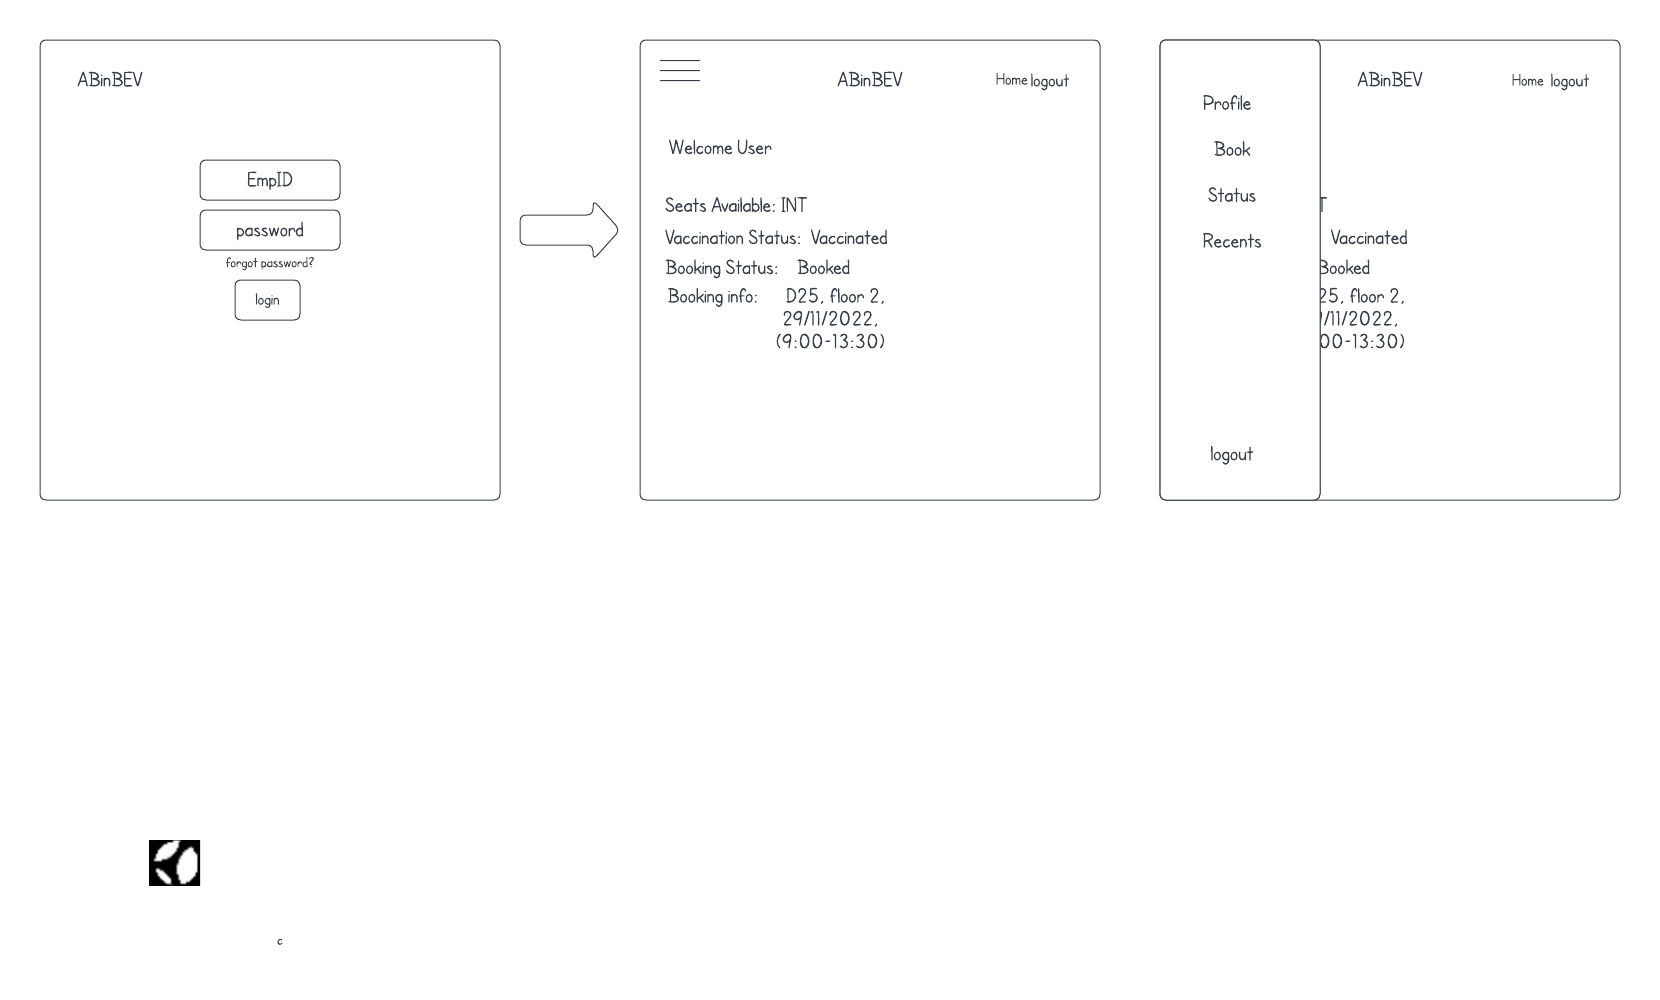 ABinBEV
EmpID
password
forgot password?
login
ABinBEV
Home logout
Welcome User
Seats Available: INT
Vaccination Status: Vaccinated
Booking Status: Booked
Booking info: D25, floor 2,
29/11/2022,
(9:00-13:30)
Profile
Book
Status
Recents
logout
ABinBEV
Home logout
T
Vaccinated
Booked
25, floor 2,
/11/2022,
00-13:30)
c